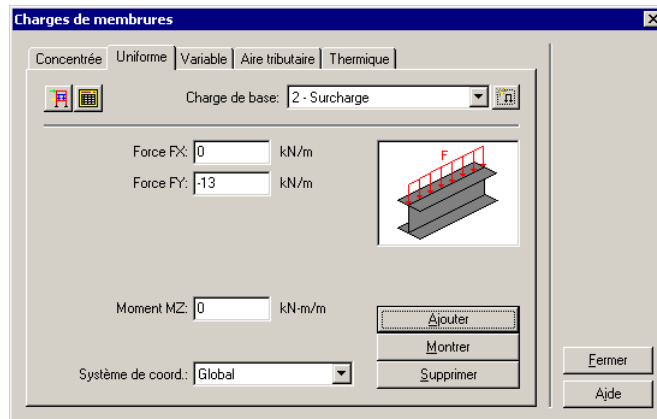 Charges de membrures
Concentrée Uniforme Variable Aire tributaire Thermique
Charge de base: 2 - Surcharge
Force FX: 0 kN/m
Force FY: -13 kN/m
F
Moment MZ: 0 kN-m/m
Ajouter
Montrer
Système de coord.: Global
Supprimer
Fermer
Aide